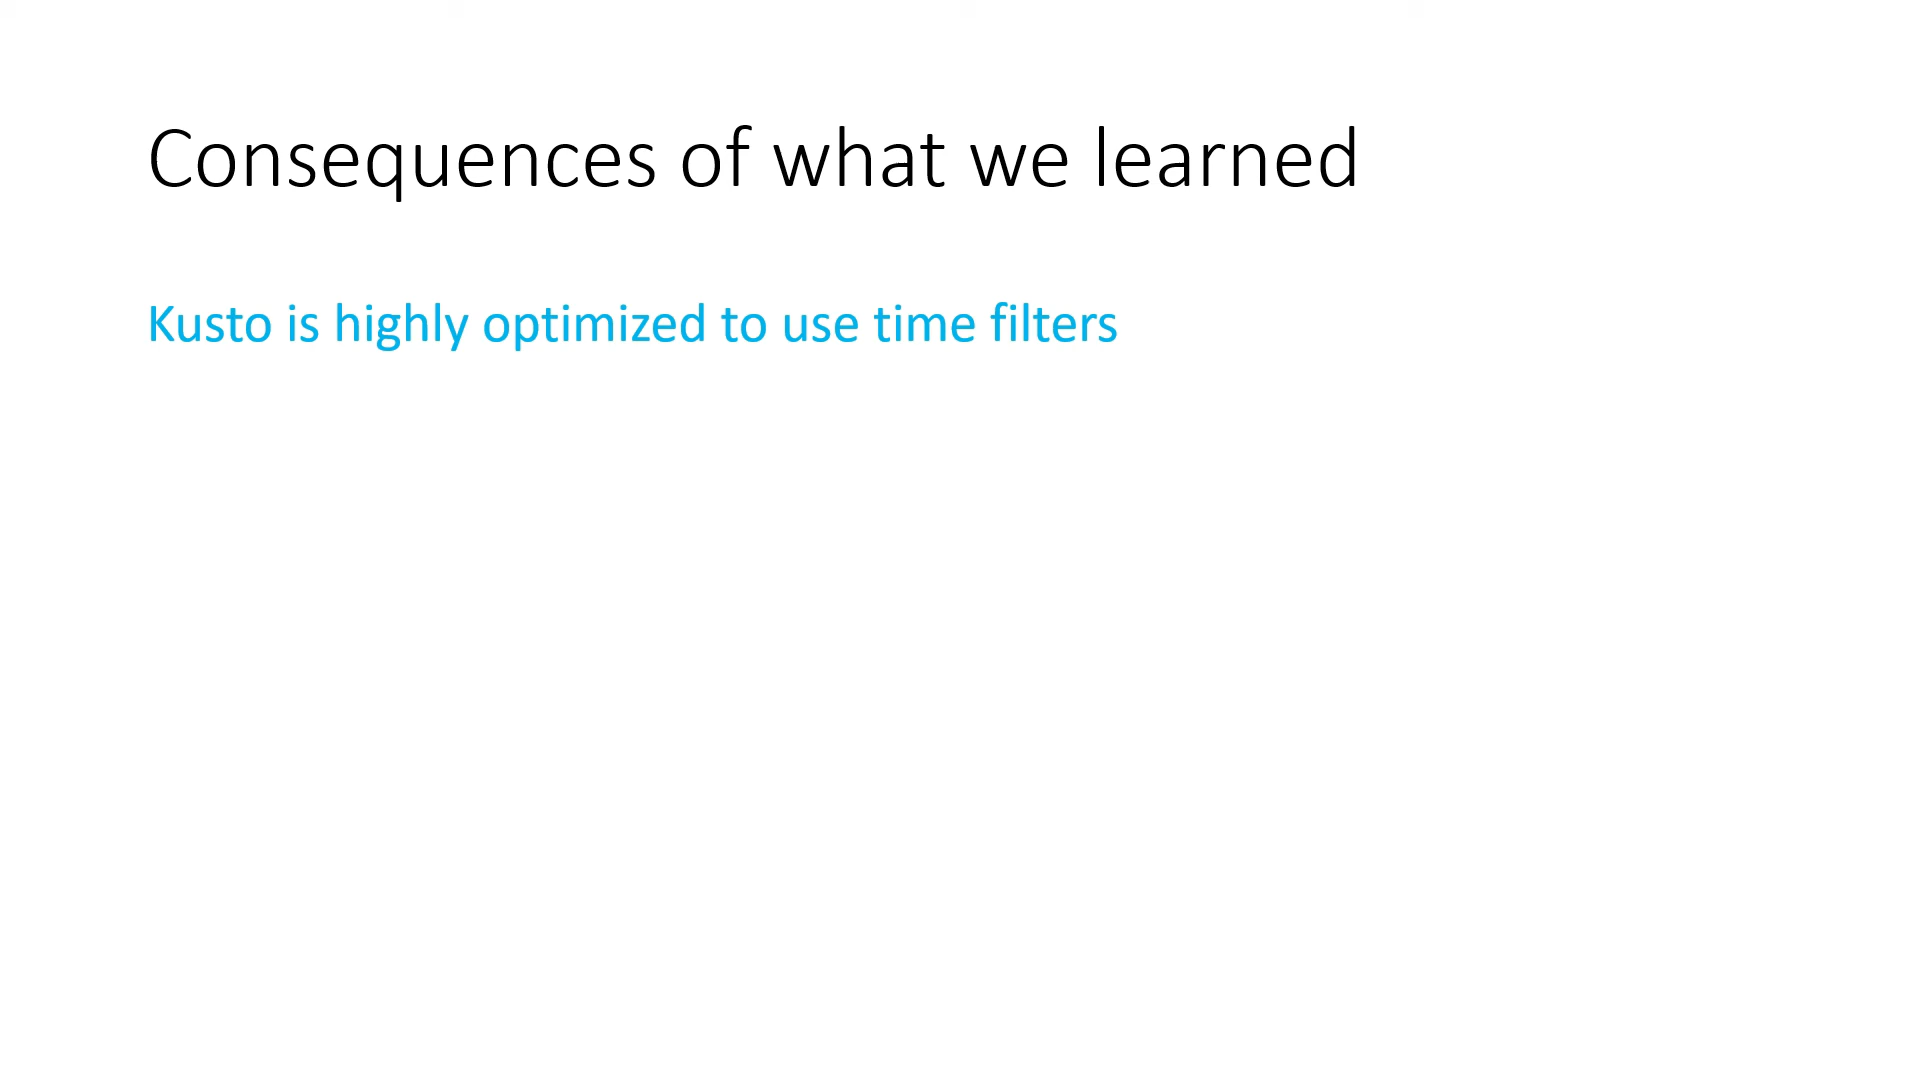 Consequences of what we learned
Kusto is highly optimized to use time filters